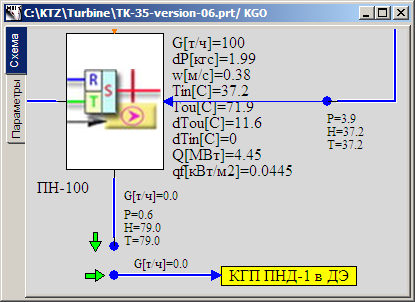 C:\KTZ\Turbine\TK-35-version-06.prt/ KGO
Схема
Параметры
R
S
T
G[т/ч]=100
dP[кгс]=1.99
w[м/с]=0.38
Tin[C]=37.2
Tou[C]=71.9
dTou[C]=11.6
dTin[C]=0
Q[МВт]=4.45
qf[кВт/м2]=0.0445
P=3.9
H=37.2
T=37.2
ПН-100
G[т/ч]=0.0
P=0.6
H=79.0
T=79.0
G[т/ч]=0.0
КГП ПНД-1 в ДЭ